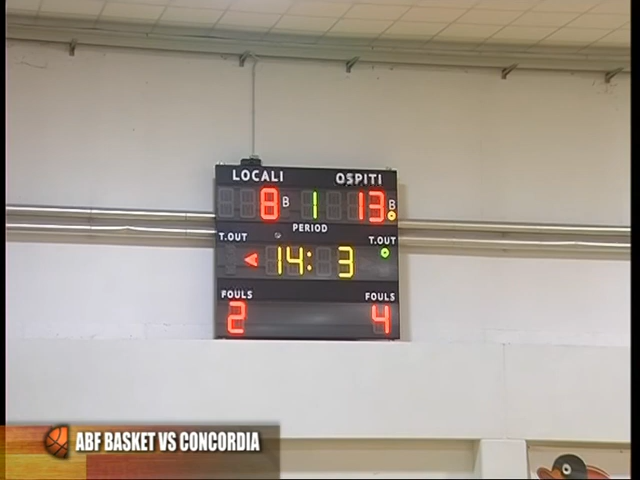 LOCALI OSPITI
8 B 1 13 B
PERIOD
T.OUT T.OUT
14: 3
FOULS FOULS
2 4
ABF BASKET VS CONCORDIA